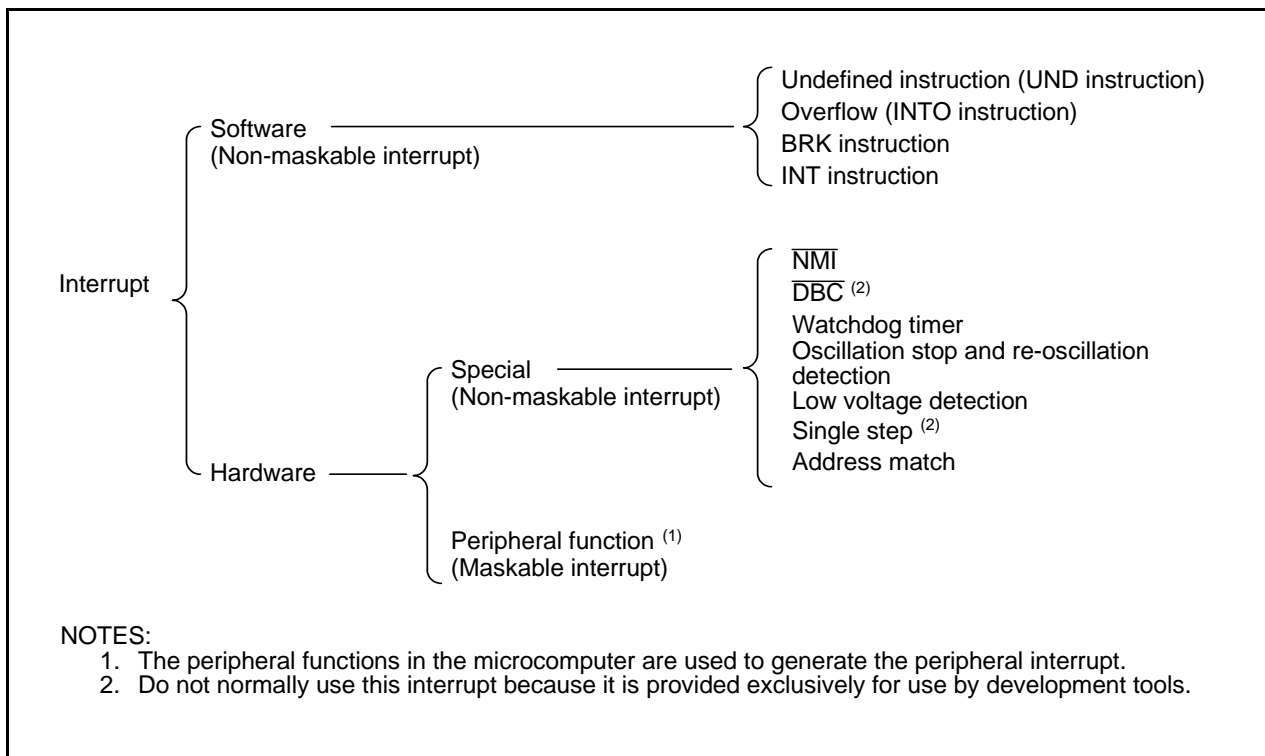 Interrupt
Software
(Non-maskable interrupt)
Undefined instruction (UND instruction)
Overflow (INTO instruction)
BRK instruction
INT instruction
Hardware
Special
(Non-maskable interrupt)
NMI
DBC (2)
Watchdog timer
Oscillation stop and re-oscillation
detection
Low voltage detection
Single step (2)
Address match
Peripheral function (1)
(Maskable interrupt)
NOTES:
1. The peripheral functions in the microcomputer are used to generate the peripheral interrupt.
2. Do not normally use this interrupt because it is provided exclusively for use by development tools.